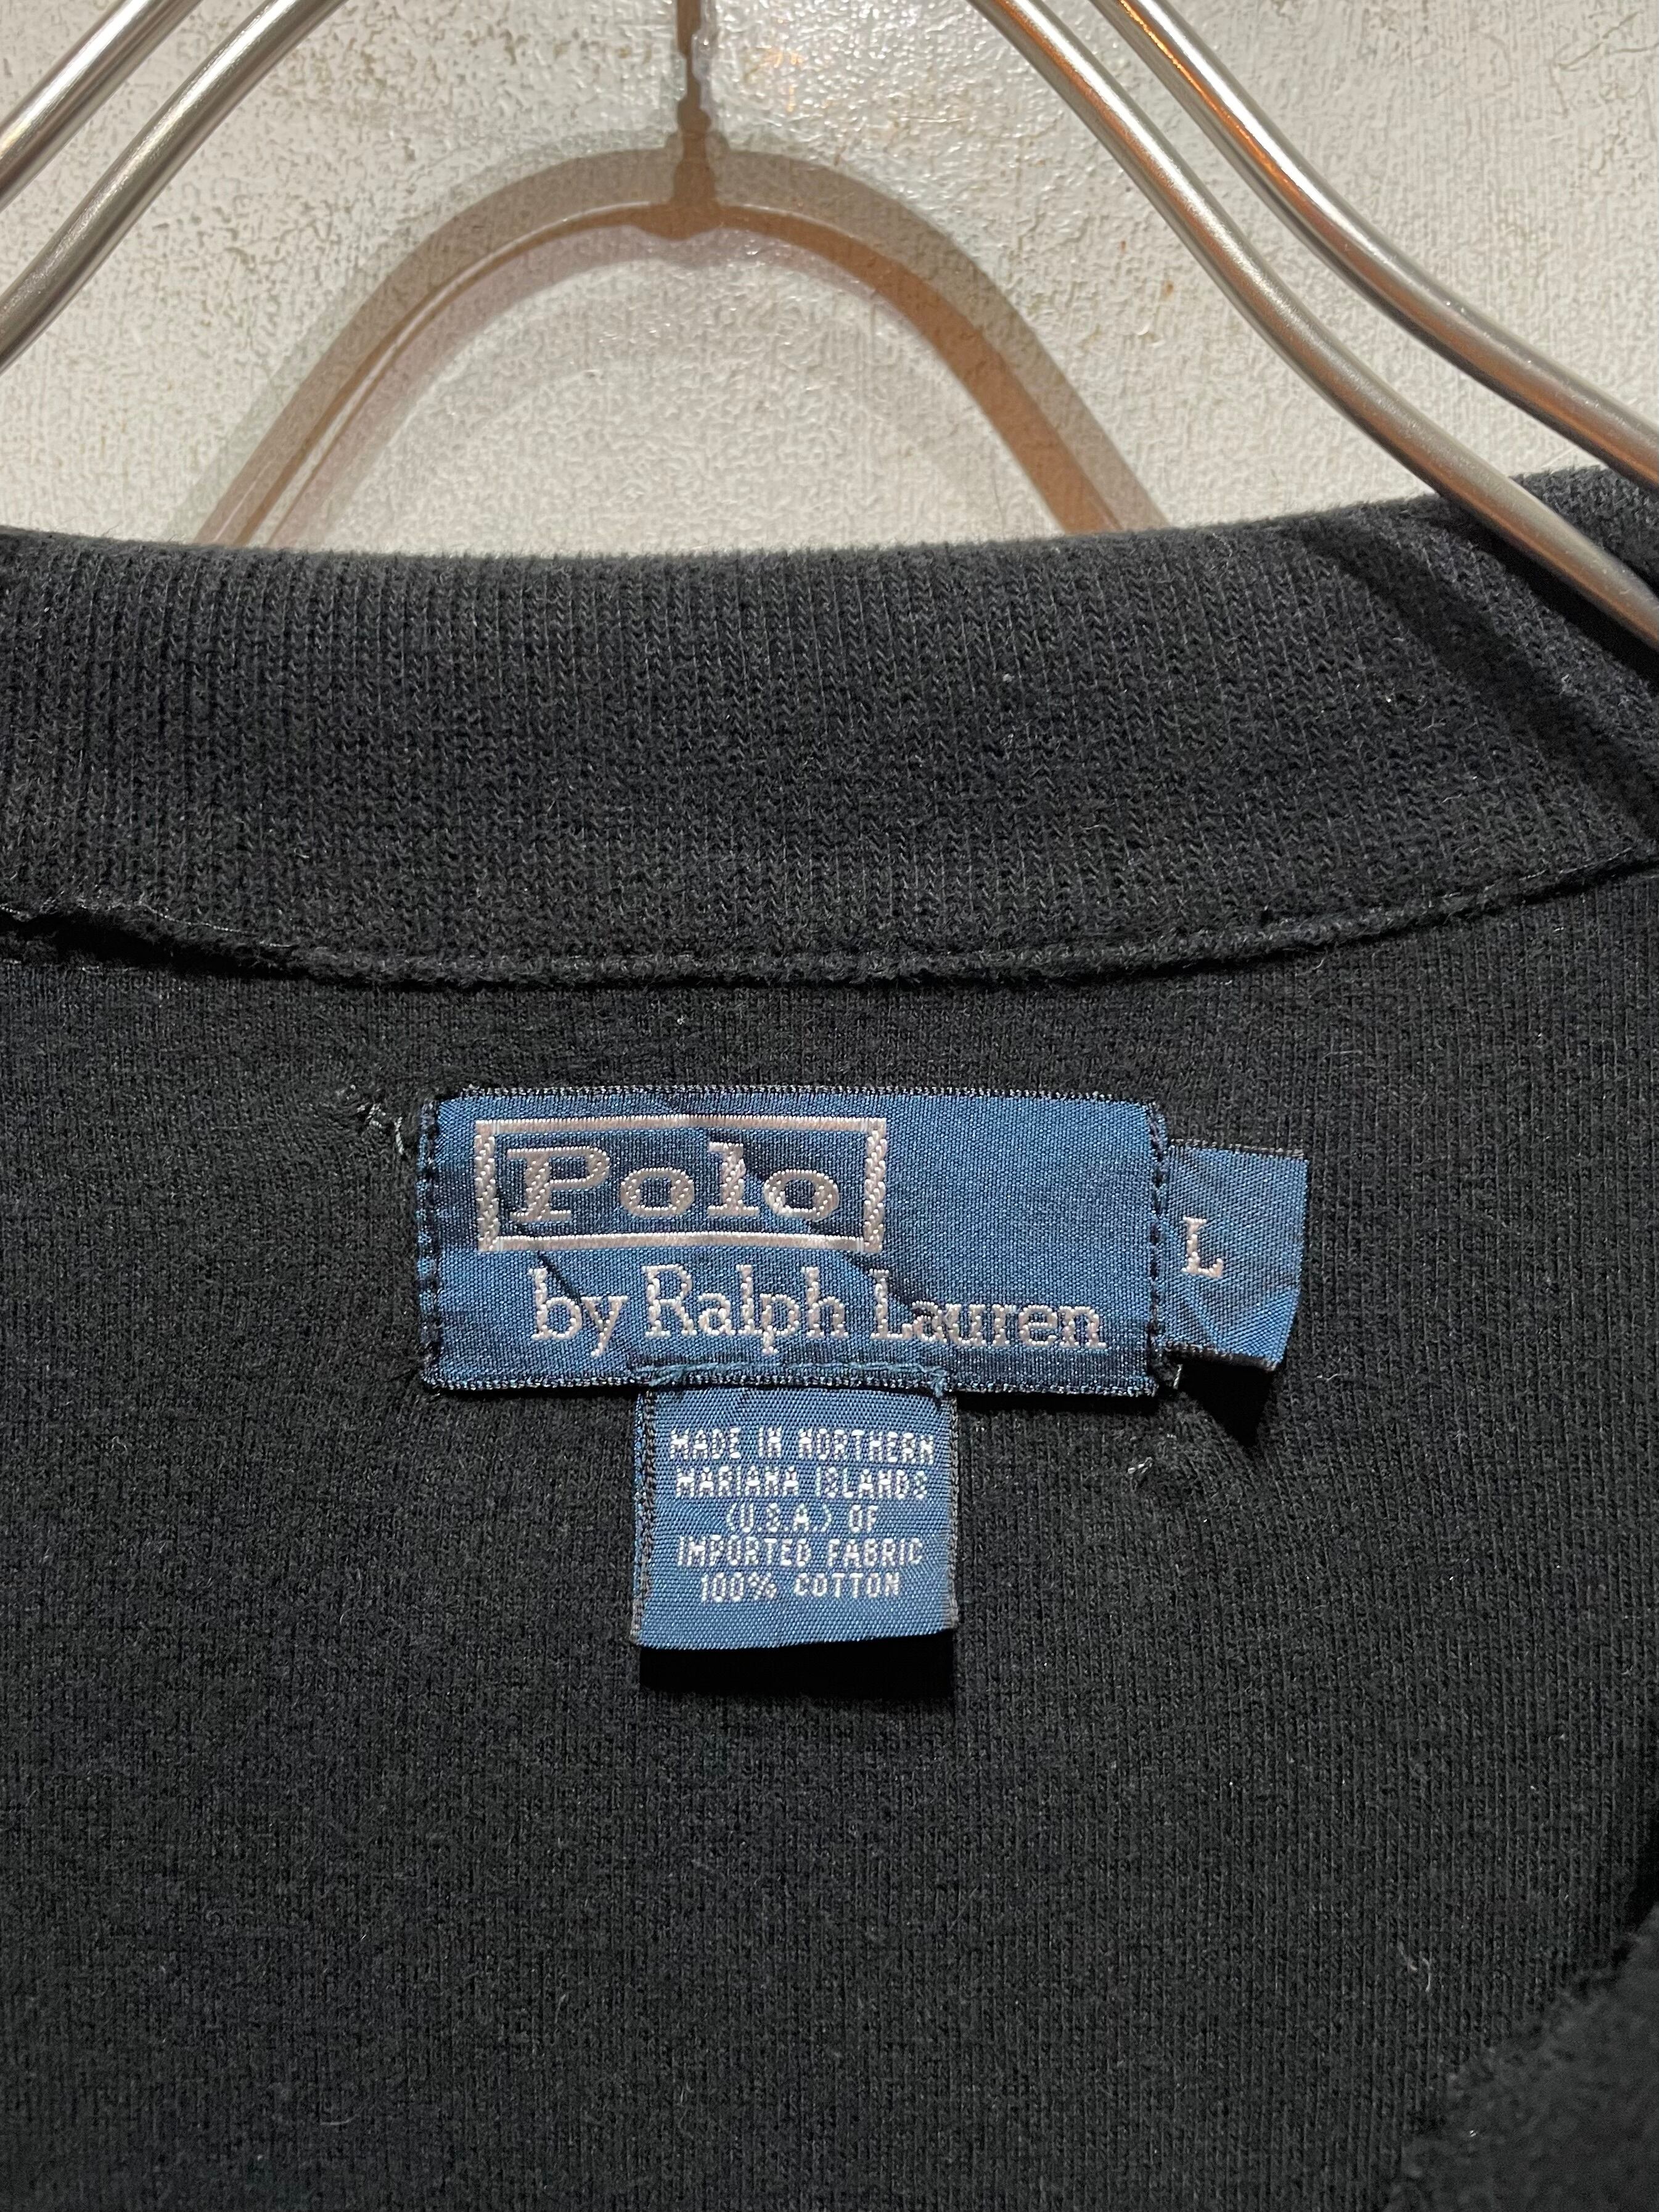 Polo
by Ralph Lauren
L
MADE IN NORTHERN
MARIANA ISLANDS
(U.S.A.) OF
IMPORTED FABRIC
100% COTTON